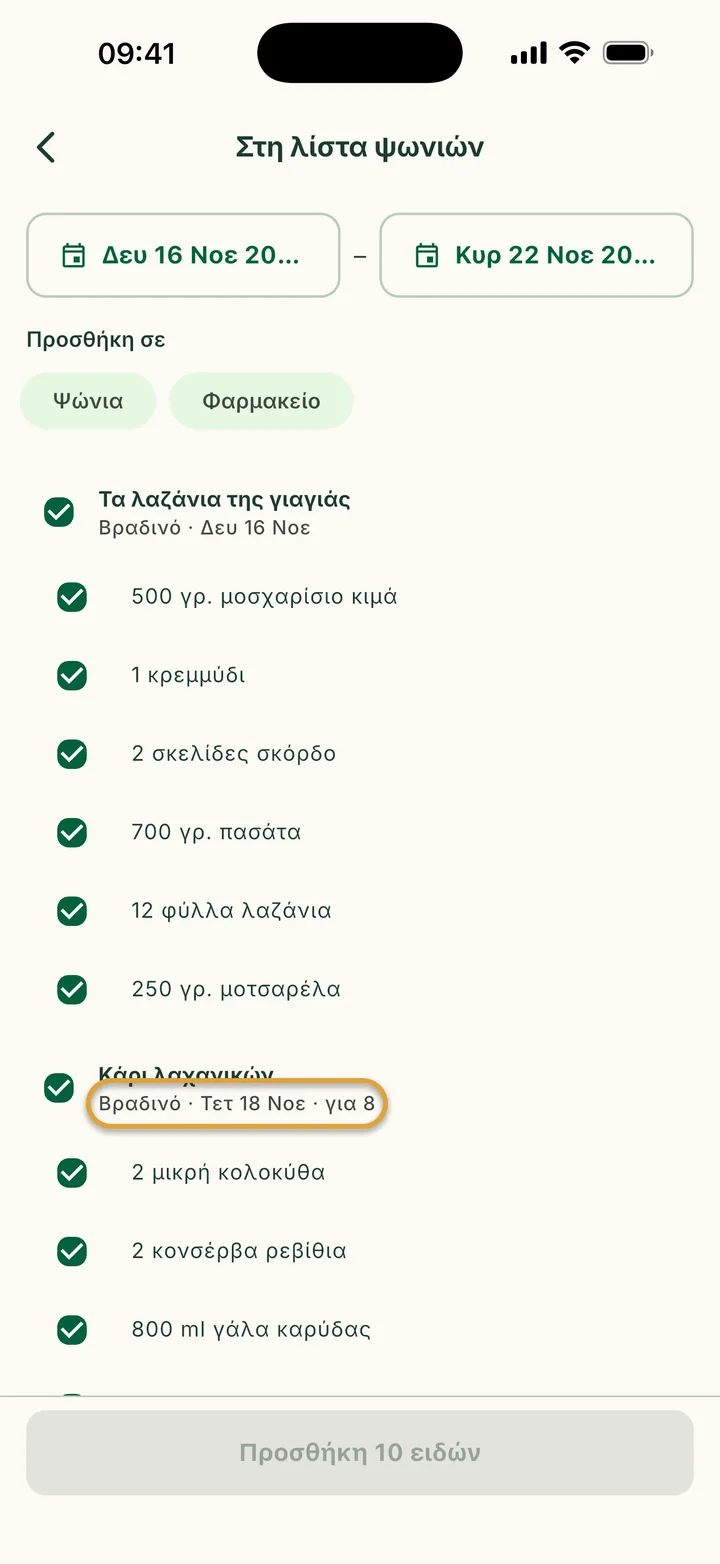 09:41
Στη λίστα ψωνιών
Δευ 16 Νοε 20... – Κυρ 22 Νοε 20...
Προσθήκη σε
Ψώνια Φαρμακείο
Τα λαζάνια της γιαγιάς
Βραδινό · Δευ 16 Νοε
500 γρ. μοσχαρίσιο κιμά
1 κρεμμύδι
2 σκελίδες σκόρδο
700 γρ. πασάτα
12 φύλλα λαζάνια
250 γρ. μοτσαρέλα
Κάρι λαχανικών
Βραδινό · Τετ 18 Νοε · για 8
2 μικρή κολοκύθα
2 κονσέρβα ρεβίθια
800 ml γάλα καρύδας
Προσθήκη 10 ειδών